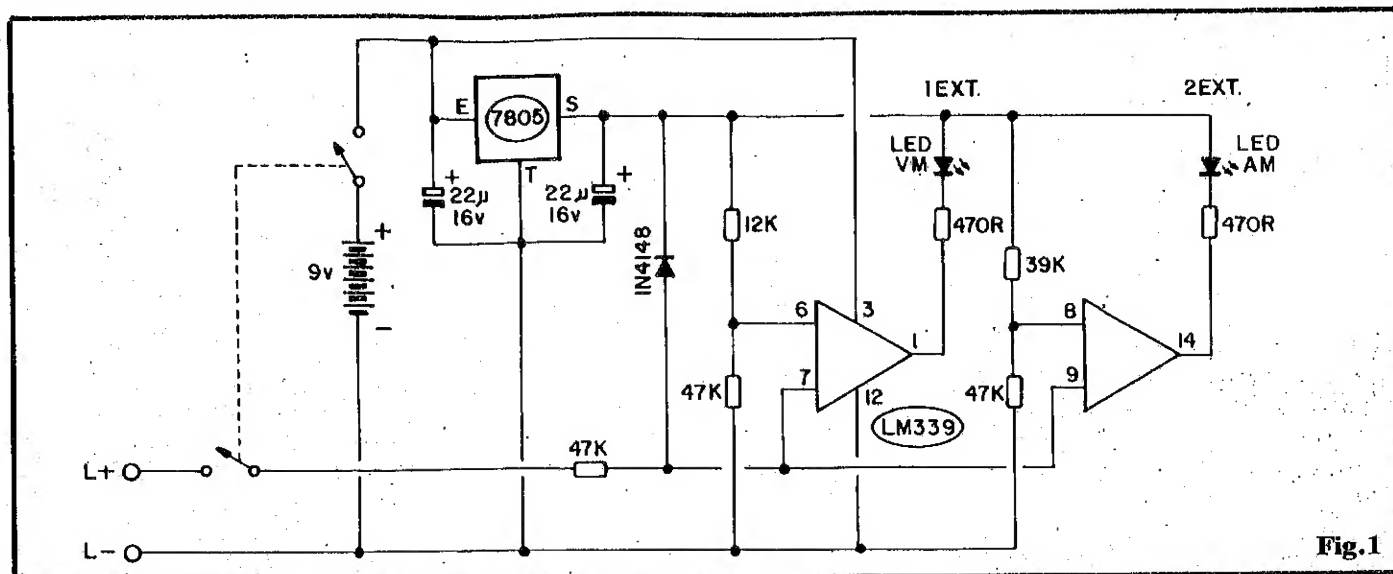 1EXT.
2EXT.
E
7805
S
T
+
22µ
16v
+
22µ
16v
1N4148
12K
LED
VM
470R
LED
AM
470R
39K
+
9v
-
6
7
3
1
12
LM339
8
9
14
47K
47K
47K
L+
L-
Fig.1